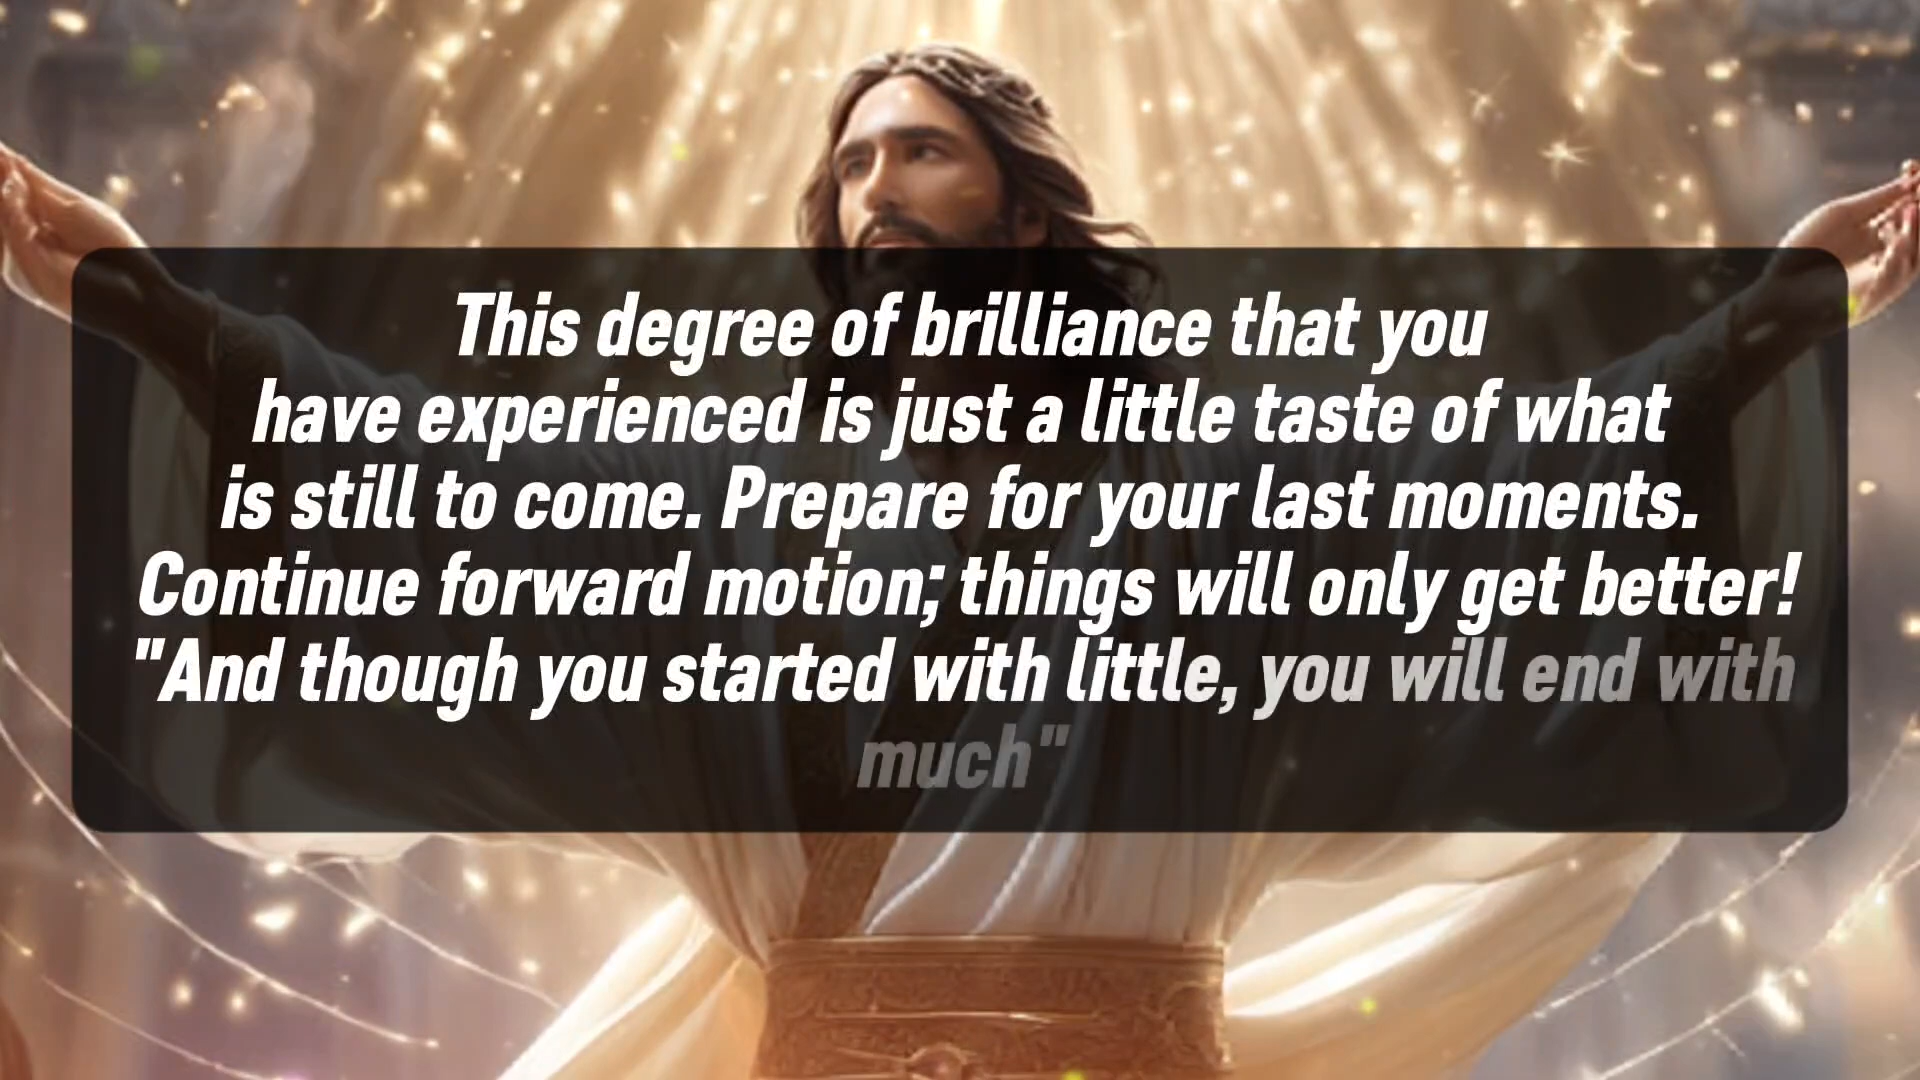 This degree of brilliance that you
have experienced is just a little taste of what
is still to come. Prepare for your last moments.
Continue forward motion; things will only get better!
"And though you started with little, you will end with
much"